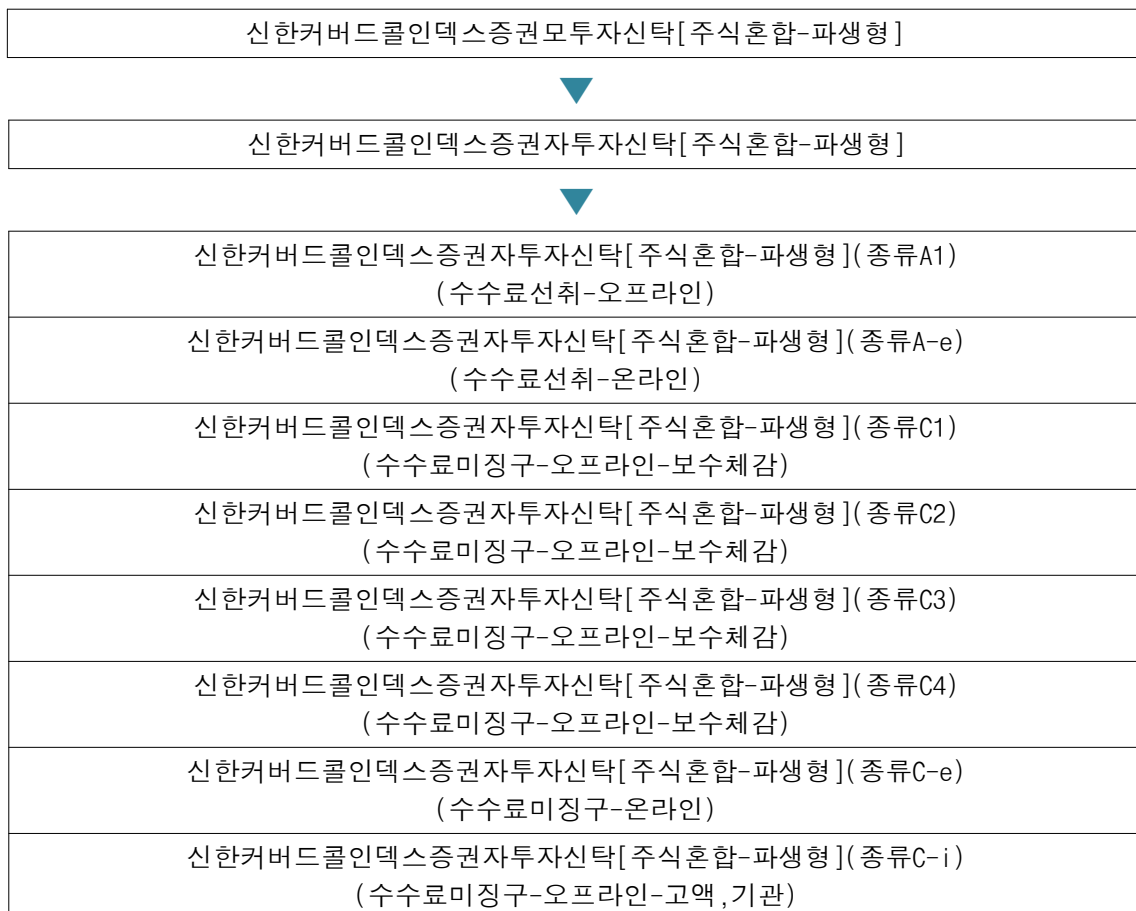 신한커버드콜인덱스증권모투자신탁[주식혼합-파생형]
신한커버드콜인덱스증권자투자신탁[주식혼합-파생형]
신한커버드콜인덱스증권자투자신탁[주식혼합-파생형](종류A1)
(수수료선취-오프라인)
신한커버드콜인덱스증권자투자신탁[주식혼합-파생형](종류A-e)
(수수료선취-온라인)
신한커버드콜인덱스증권자투자신탁[주식혼합-파생형](종류C1)
(수수료미징구-오프라인-보수체감)
신한커버드콜인덱스증권자투자신탁[주식혼합-파생형](종류C2)
(수수료미징구-오프라인-보수체감)
신한커버드콜인덱스증권자투자신탁[주식혼합-파생형](종류C3)
(수수료미징구-오프라인-보수체감)
신한커버드콜인덱스증권자투자신탁[주식혼합-파생형](종류C4)
(수수료미징구-오프라인-보수체감)
신한커버드콜인덱스증권자투자신탁[주식혼합-파생형](종류C-e)
(수수료미징구-온라인)
신한커버드콜인덱스증권자투자신탁[주식혼합-파생형](종류C-i)
(수수료미징구-오프라인-고액,기관)